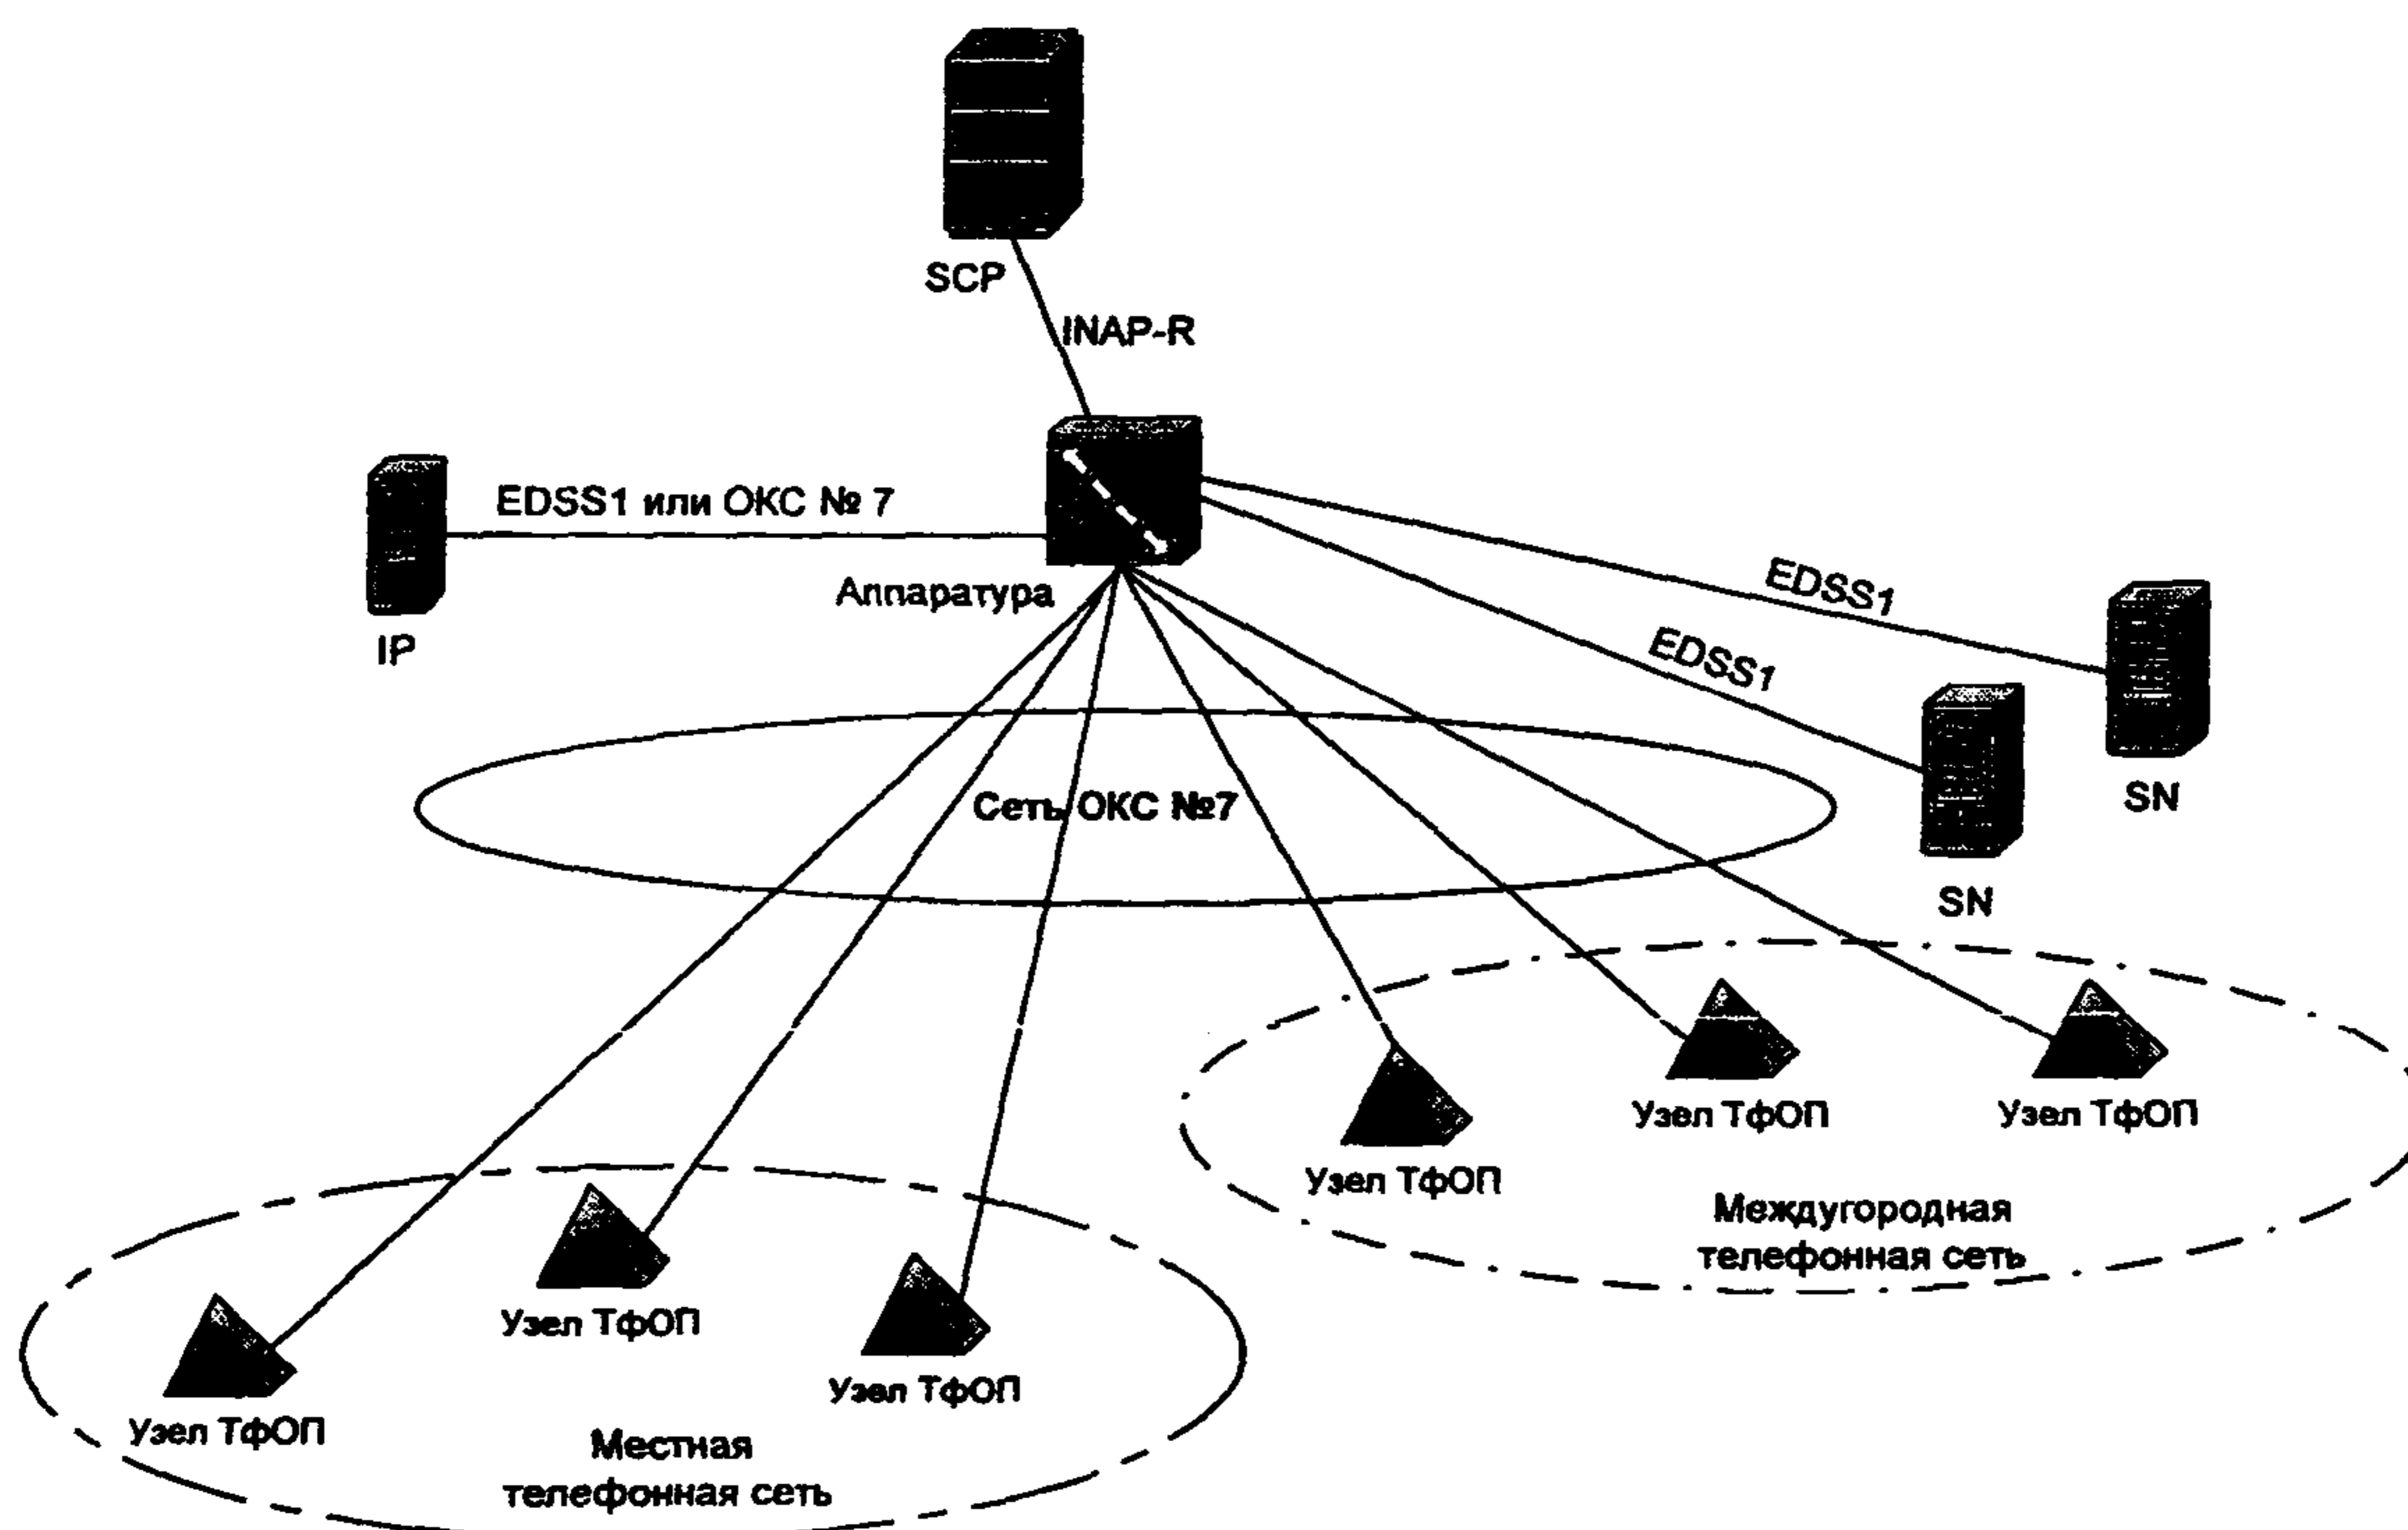 SCP
INAP-R
EDSS1 или ОКС № 7
Аппаратура
IP
EDSS1
EDSS1
SN
SN
Сеть ОКС №7
Узел ТфОП
Узел ТфОП
Узел ТфОП
Междугородная
телефонная сеть
Узел ТфОП
Узел ТфОП
Узел ТфОП
Местная
телефонная сеть